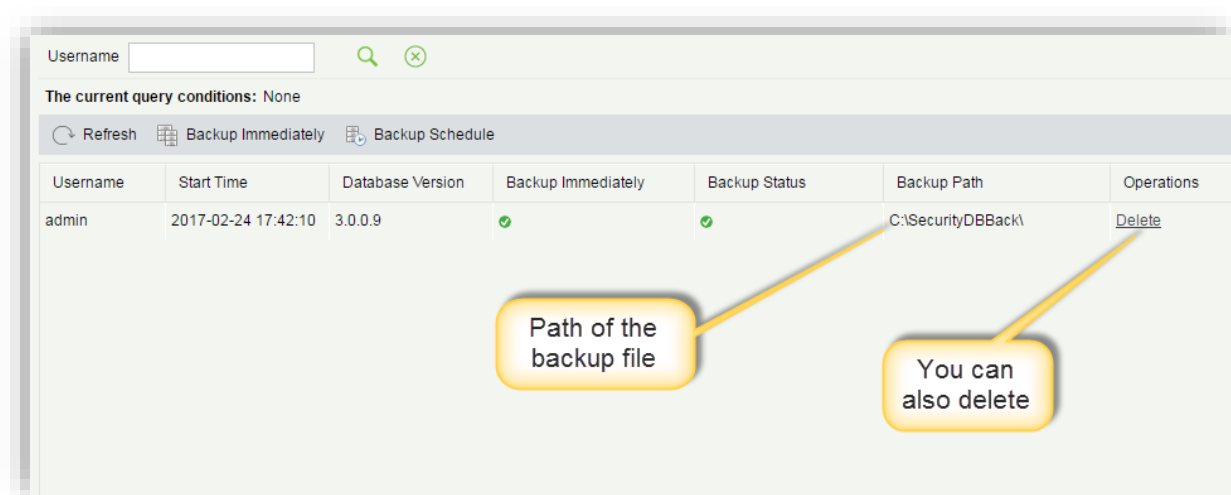 Username
The current query conditions: None
Refresh Backup Immediately Backup Schedule
Username Start Time Database Version Backup Immediately Backup Status Backup Path Operations
admin 2017-02-24 17:42:10 3.0.0.9 C:\SecurityDBBack\ Delete
Path of the
backup file
You can
also delete